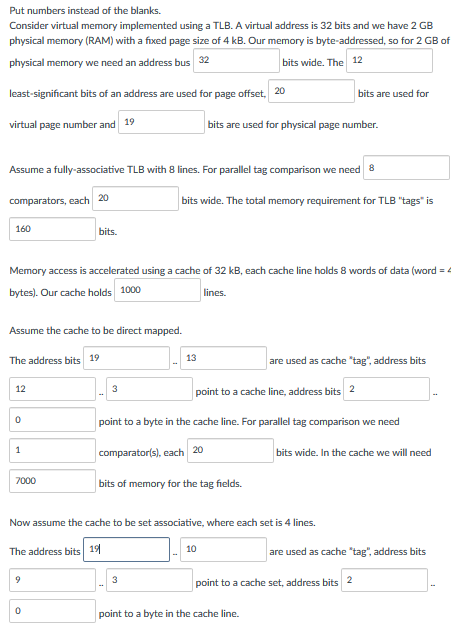 Put numbers instead of the blanks.
Consider virtual memory implemented using a TLB. A virtual address is 32 bits and we have 2 GB
physical memory (RAM) with a fixed page size of 4 kB. Our memory is byte-addressed, so for 2 GB of
physical memory we need an address bus 32 bits wide. The 12
least-significant bits of an address are used for page offset, 20 bits are used for
virtual page number and 19 bits are used for physical page number.
Assume a fully-associative TLB with 8 lines. For parallel tag comparison we need 8
comparators, each 20 bits wide. The total memory requirement for TLB "tags" is
160 bits.
Memory access is accelerated using a cache of 32 kB, each cache line holds 8 words of data (word = 4
bytes). Our cache holds 1000 lines.
Assume the cache to be direct mapped.
The address bits 19 .. 13 are used as cache "tag", address bits
12 .. 3 point to a cache line, address bits 2 ..
0 point to a byte in the cache line. For parallel tag comparison we need
1 comparator(s), each 20 bits wide. In the cache we will need
7000 bits of memory for the tag fields.
Now assume the cache to be set associative, where each set is 4 lines.
The address bits 19 .. 10 are used as cache "tag", address bits
9 .. 3 point to a cache set, address bits 2 ..
0 point to a byte in the cache line.